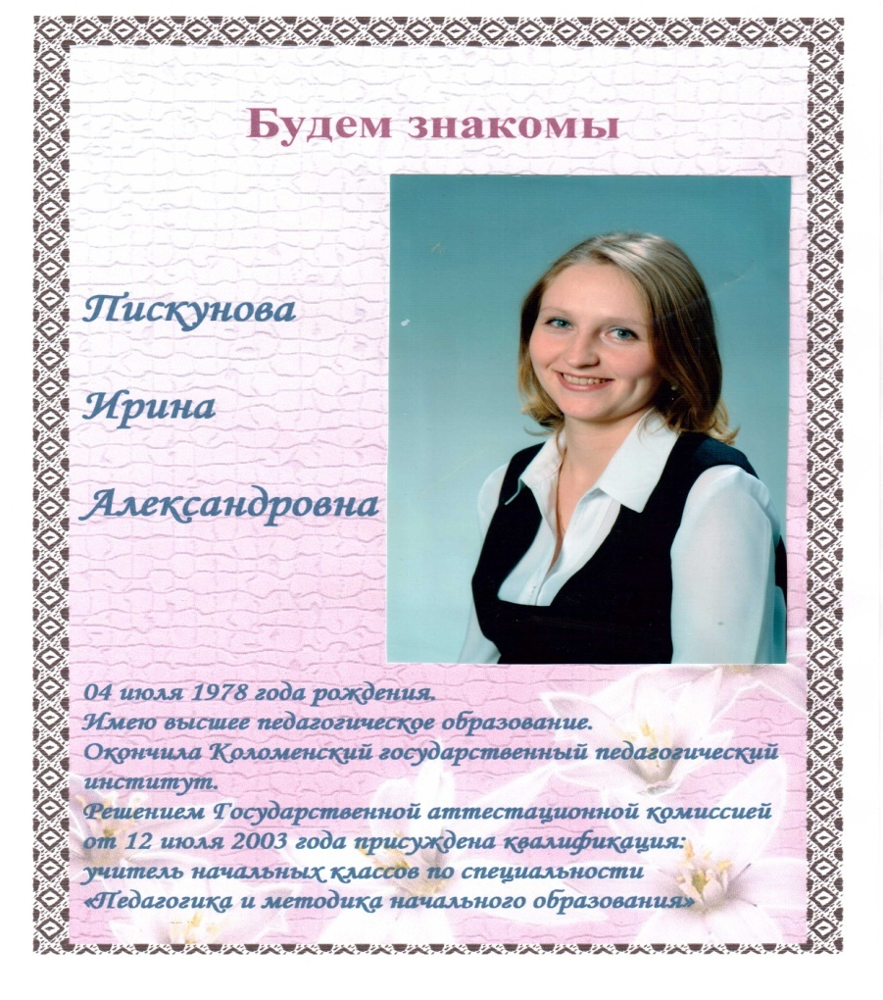 Будем знакомы
Пискунова
Ирина
Александровна
04 июля 1978 года рождения.
Имею высшее педагогическое образование.
Окончила Коломенский государственный педагогический
институт.
Решением Государственной аттестационной комиссией
от 12 июля 2003 года присуждена квалификация:
учитель начальных классов по специальности
«Педагогика и методика начального образования»